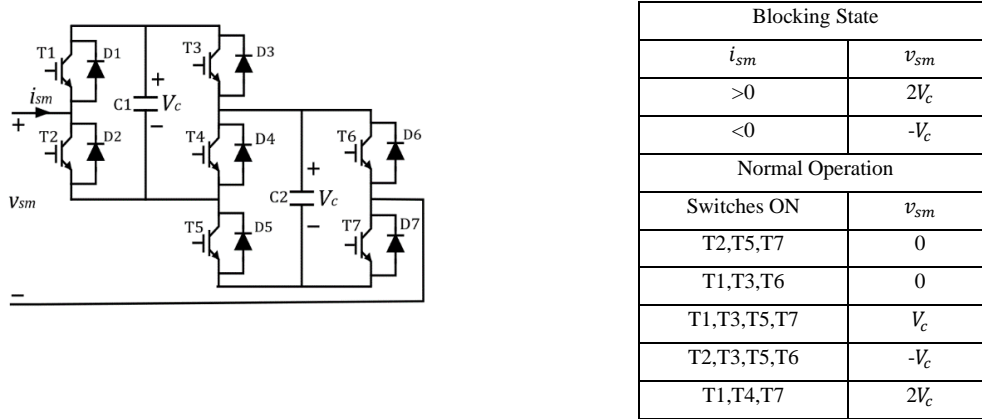 T1
D1
T3
D3
i_sm
+
C1
+
V_c
−
T2
D2
T4
D4
T6
D6
+
C2
V_c
−
v_sm
T5
D5
T7
D7
−
Blocking State
i_sm v_sm
>0 2V_c
<0 -V_c
Normal Operation
Switches ON v_sm
T2,T5,T7 0
T1,T3,T6 0
T1,T3,T5,T7 V_c
T2,T3,T5,T6 -V_c
T1,T4,T7 2V_c